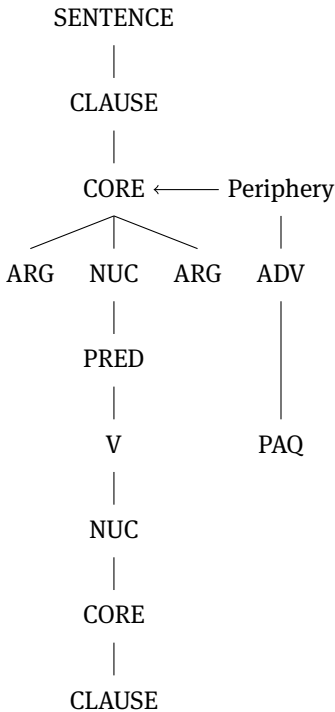 SENTENCE
CLAUSE
CORE Periphery
ARG NUC ARG ADV
PRED
V PAQ
NUC
CORE
CLAUSE